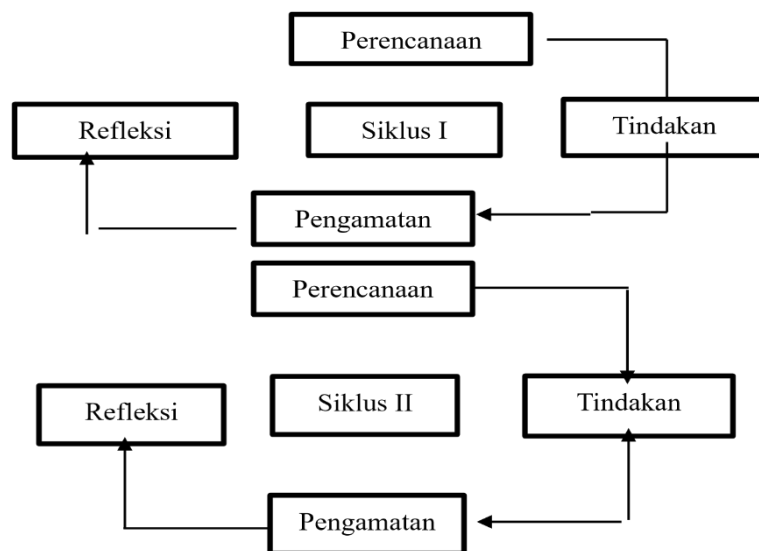 Perencanaan
Refleksi
Siklus I
Tindakan
Pengamatan
Perencanaan
Refleksi
Siklus II
Tindakan
Pengamatan